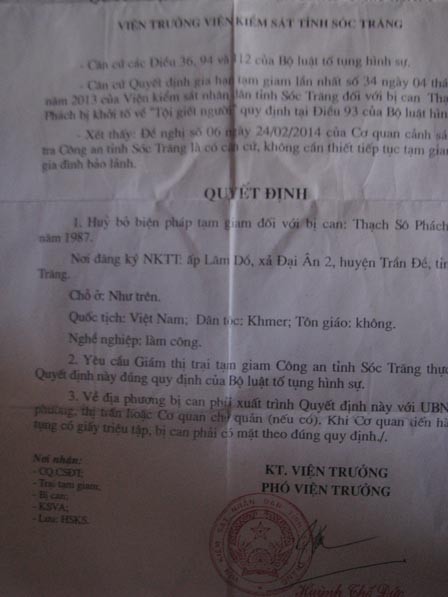 VIỆN TRƯỞNG VIỆN KIỂM SÁT TỈNH SÓC TRĂNG
- Căn cứ các Điều 36, 94 và 112 của Bộ luật tố tụng hình sự.
- Căn cứ Quyết định gia hạn tạm giam lần nhất số 34 ngày 04 thá
năm 2013 của Viện kiểm sát nhân dân tỉnh Sóc Trăng đối với bị can Thạ
Phách bị khởi tố về "Tội giết người" quy định tại Điều 93 của Bộ luật hìn
- Xét thấy: Đề nghị số 06 ngày 24/02/2014 của Cơ quan cảnh sá
tra Công an tỉnh Sóc Trăng là có căn cứ, không cần thiết tiếp tục tạm giam
gia đình bảo lãnh.
QUYẾT ĐỊNH
1. Huỷ bỏ biện pháp tạm giam đối với bị can: Thạch Sô Phách
năm 1987.
Nơi đăng ký NKTT: ấp Lâm Dồ, xã Đại Ân 2, huyện Trần Đề, tỉn
Trăng.
Chỗ ở: Như trên.
Quốc tịch: Việt Nam; Dân tộc: Khmer; Tôn giáo: không.
Nghề nghiệp: làm công.
2. Yêu cầu Giám thị trại tạm giam Công an tỉnh Sóc Trăng thực
Quyết định này đúng quy định của Bộ luật tố tụng hình sự.
3. Về địa phương bị can phải xuất trình Quyết định này với UBN
phường, thị trấn hoặc Cơ quan chủ quản (nếu có). Khi Cơ quan tiến hà
tụng có giấy triệu tập, bị can phải có mặt theo đúng quy định./.
Nơi nhận:
- CQ CSĐT;
- Trại tạm giam;
- Bị can;
- KSVA;
- Lưu: HSKS.
KT. VIỆN TRƯỞNG
PHÓ VIỆN TRƯỞNG
Huỳnh Thế Đức